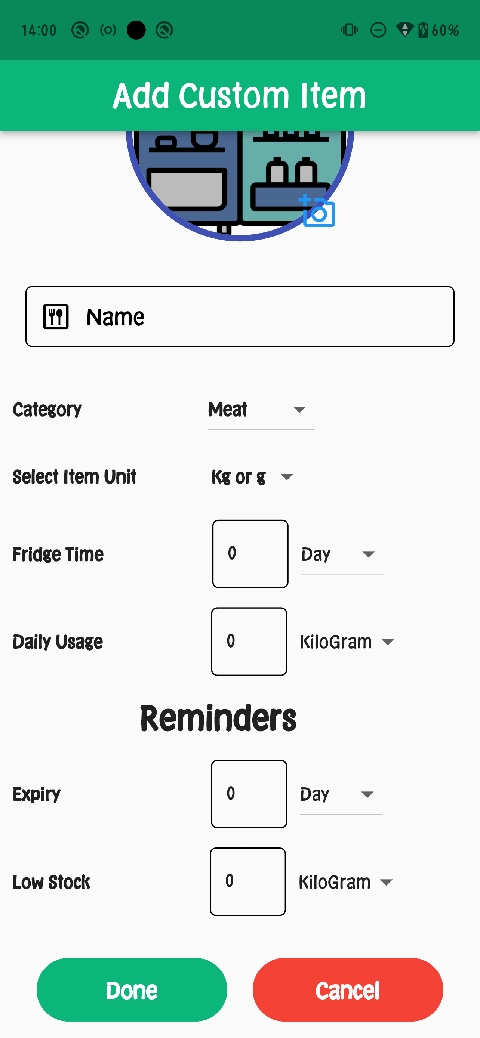 14:00 60%
Add Custom Item
Name
Category Meat
Select Item Unit Kg or g
Fridge Time 0 Day
Daily Usage 0 KiloGram
Reminders
Expiry 0 Day
Low Stock 0 KiloGram
Done Cancel